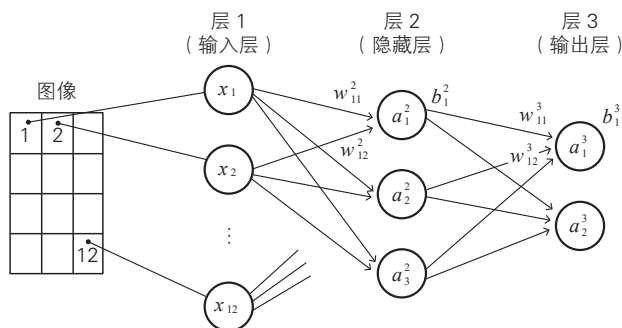 层 1 层 2 层 3
（输入层） （隐藏层） （输出层）
图像
1 2
12
x₁
x₂
⋮
x₁₂
w²₁₁
w²₁₂
a²₁ b²₁
a²₂
a²₃
w³₁₁
w³₁₂
a³₁ b³₁
a³₂